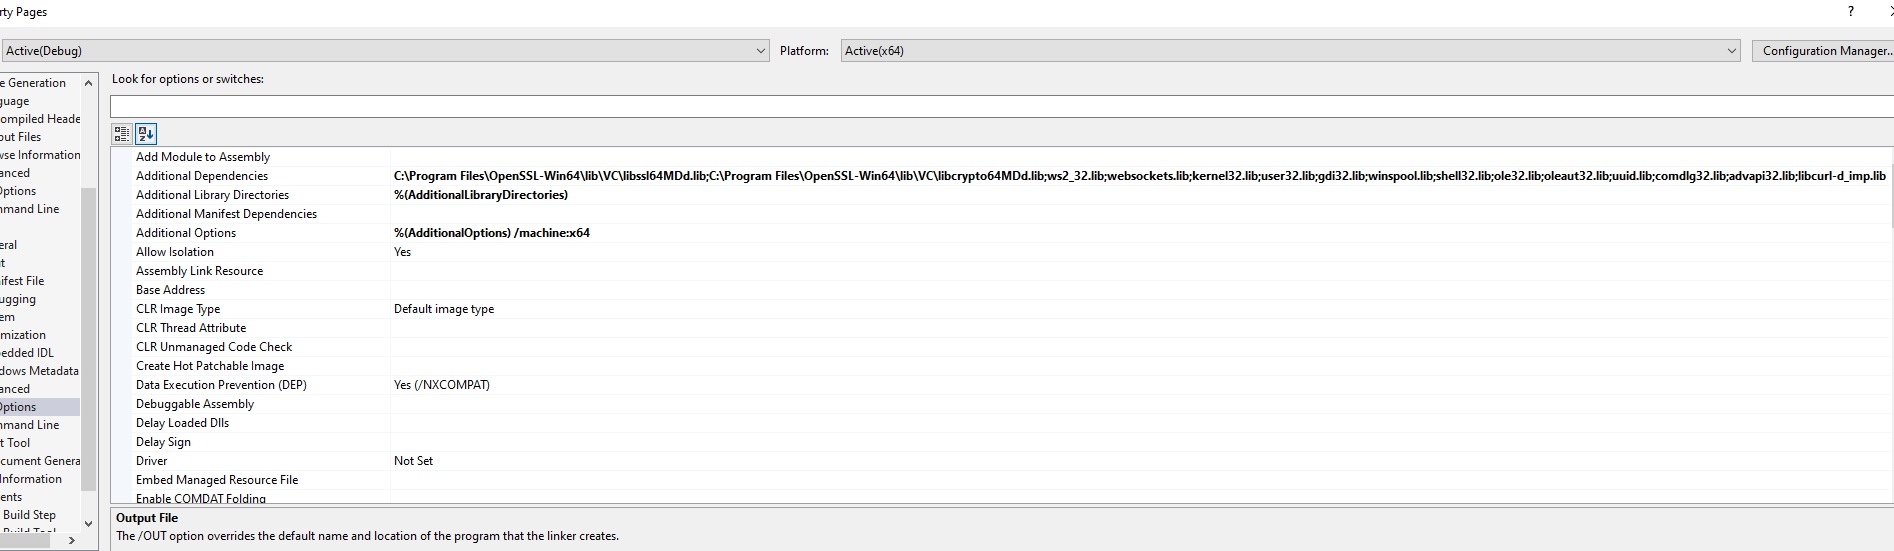 rty Pages
?
Active(Debug)
Platform:
Active(x64)
Configuration Manager..
e Generation
guage
ompiled Heade
out Files
wse Information
anced
Options
mmand Line
eral
ut
ifest File
ugging
em
mization
bedded IDL
dows Metadata
anced
Options
mmand Line
t Tool
cument Genera
Information
ents
Build Step
Build Tool
Look for options or switches:
Add Module to Assembly
Additional Dependencies C:\Program Files\OpenSSL-Win64\lib\VC\libssl64MDd.lib;C:\Program Files\OpenSSL-Win64\lib\VC\libcrypto64MDd.lib;ws2_32.lib;websockets.lib;kernel32.lib;user32.lib;gdi32.lib;winspool.lib;shell32.lib;ole32.lib;oleaut32.lib;uuid.lib;comdlg32.lib;advapi32.lib;libcurl-d_imp.lib
Additional Library Directories %(AdditionalLibraryDirectories)
Additional Manifest Dependencies
Additional Options %(AdditionalOptions) /machine:x64
Allow Isolation Yes
Assembly Link Resource
Base Address
CLR Image Type Default image type
CLR Thread Attribute
CLR Unmanaged Code Check
Create Hot Patchable Image
Data Execution Prevention (DEP) Yes (/NXCOMPAT)
Debuggable Assembly
Delay Loaded Dlls
Delay Sign
Driver Not Set
Embed Managed Resource File
Enable COMDAT Folding
Output File
The /OUT option overrides the default name and location of the program that the linker creates.